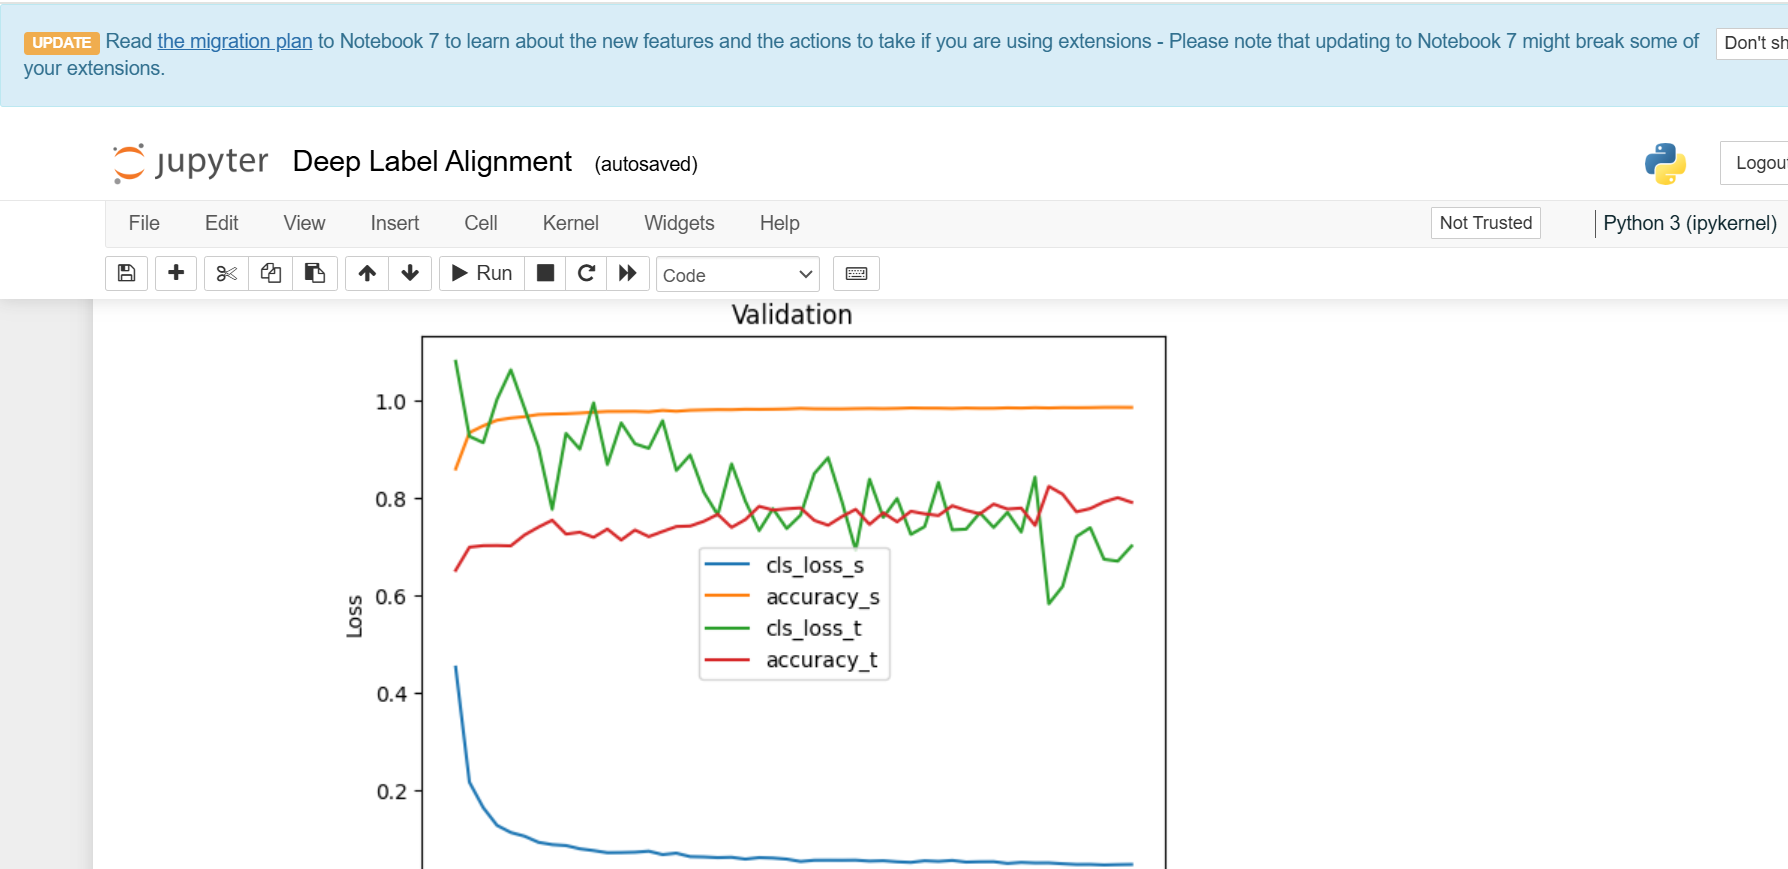 UPDATE Read the migration plan to Notebook 7 to learn about the new features and the actions to take if you are using extensions - Please note that updating to Notebook 7 might break some of
your extensions.
Don't sh
jupyter Deep Label Alignment (autosaved)
Logou
File Edit View Insert Cell Kernel Widgets Help
Not Trusted
Python 3 (ipykernel)
Run
Code
Validation
1.0
0.8
0.6
0.4
0.2
Loss
cls_loss_s
accuracy_s
cls_loss_t
accuracy_t